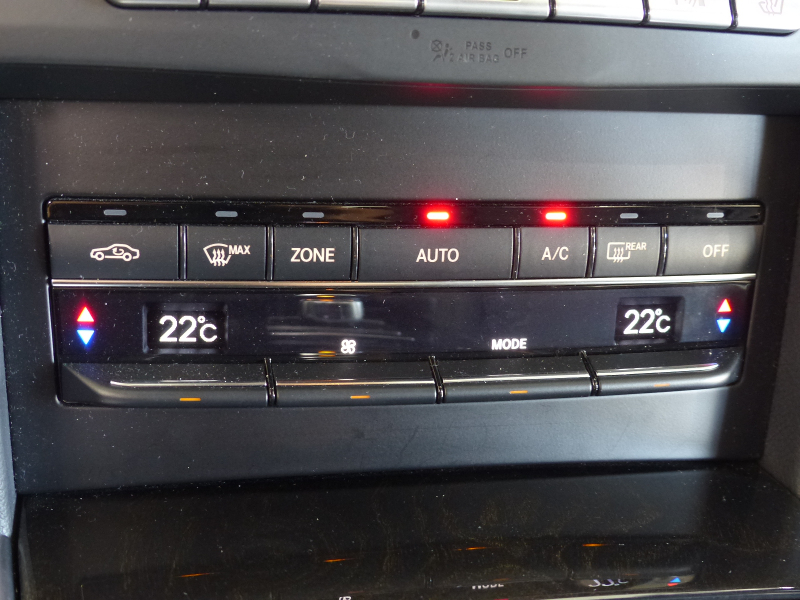 PASS
AIR BAG OFF
MAX
ZONE
AUTO
A/C
REAR
OFF
22°C
22°C
MODE